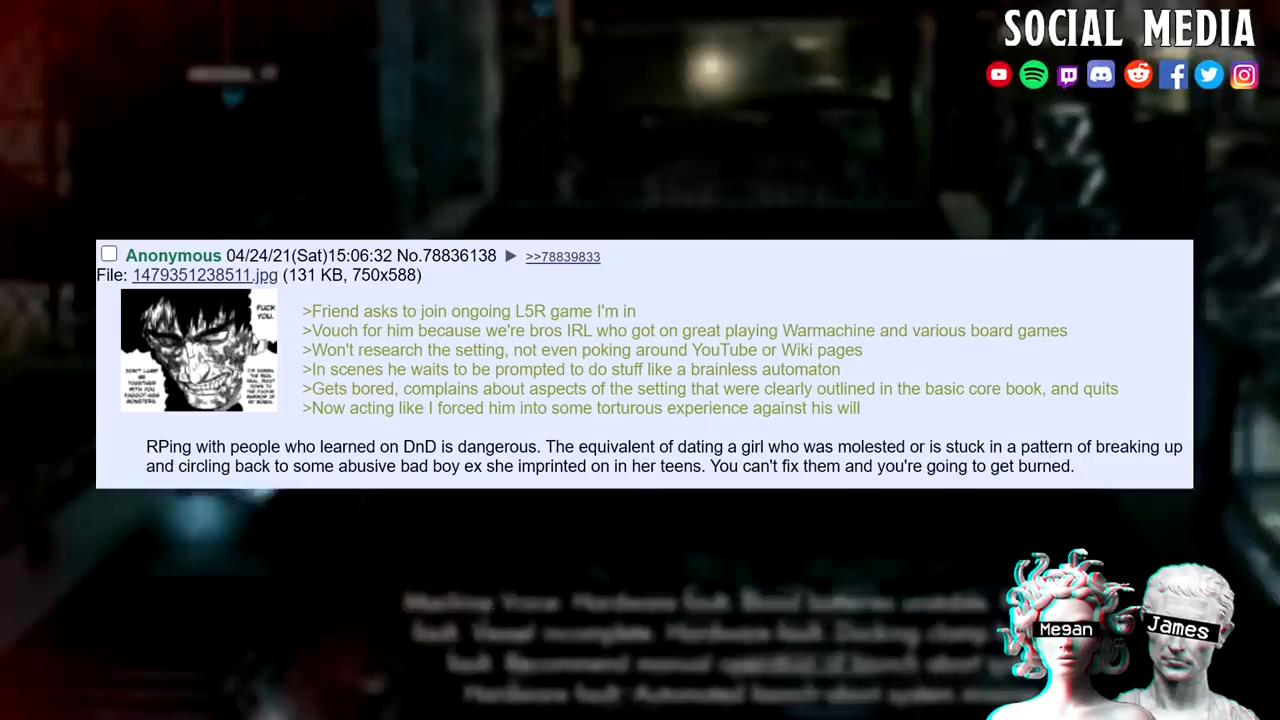 SOCIAL MEDIA
Anonymous 04/24/21(Sat)15:06:32 No.78836138 ▶ >>78839833
File: 1479351238511.jpg (131 KB, 750x588)
FUCK YOU.
>Friend asks to join ongoing L5R game I'm in
>Vouch for him because we're bros IRL who got on great playing Warmachine and various board games
>Won't research the setting, not even poking around YouTube or Wiki pages
>In scenes he waits to be prompted to do stuff like a brainless automaton
>Gets bored, complains about aspects of the setting that were clearly outlined in the basic core book, and quits
>Now acting like I forced him into some torturous experience against his will
RPing with people who learned on DnD is dangerous. The equivalent of dating a girl who was molested or is stuck in a pattern of breaking up
and circling back to some abusive bad boy ex she imprinted on in her teens. You can't fix them and you're going to get burned.
Megan
James